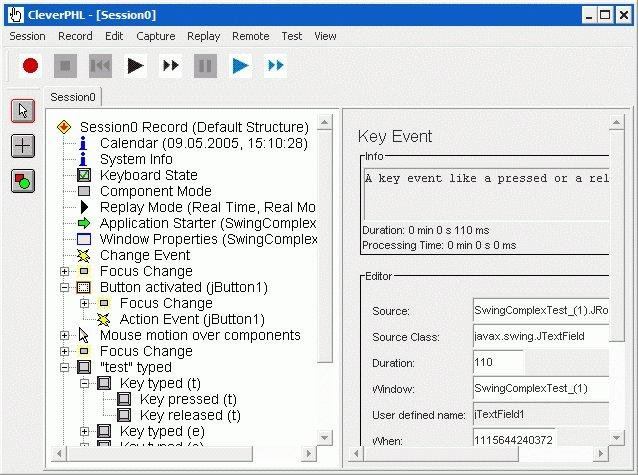 CleverPHL - [Session0]
Session Record Edit Capture Replay Remote Test View
Session0
Session0 Record (Default Structure)
Calendar (09.05.2005, 15:10:28)
System Info
Keyboard State
Component Mode
Replay Mode (Real Time, Real Mo
Application Starter (SwingComplex
Window Properties (SwingComplex
Change Event
Focus Change
Button activated (jButton1)
Focus Change
Action Event (jButton1)
Mouse motion over components
Focus Change
"test" typed
Key typed (t)
Key pressed (t)
Key released (t)
Key typed (e)
Key Event
Info
A key event like a pressed or a rel
Duration: 0 min 0 s 110 ms
Processing Time: 0 min 0 s 0 ms
Editor
Source: SwingComplexTest_(1).JRo
Source Class: javax.swing.JTextField
Duration: 110
Window: SwingComplexTest_(1)
User defined name: jTextField1
When: 1115644240372